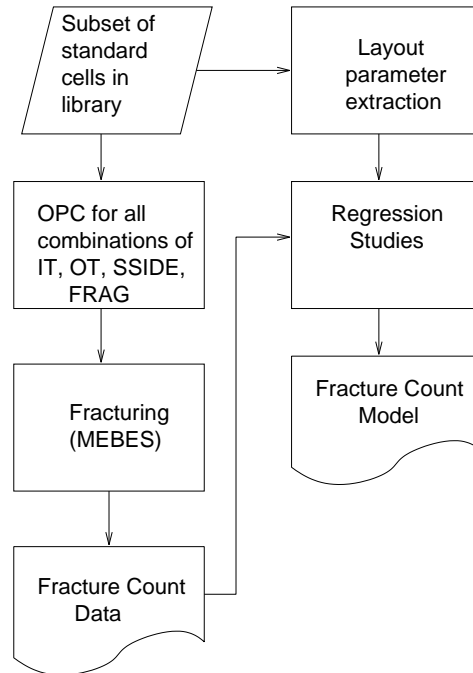 Subset of
standard
cells in
library
Layout
parameter
extraction
OPC for all
combinations of
IT, OT, SSIDE,
FRAG
Regression
Studies
Fracturing
(MEBES)
Fracture Count
Model
Fracture Count
Data